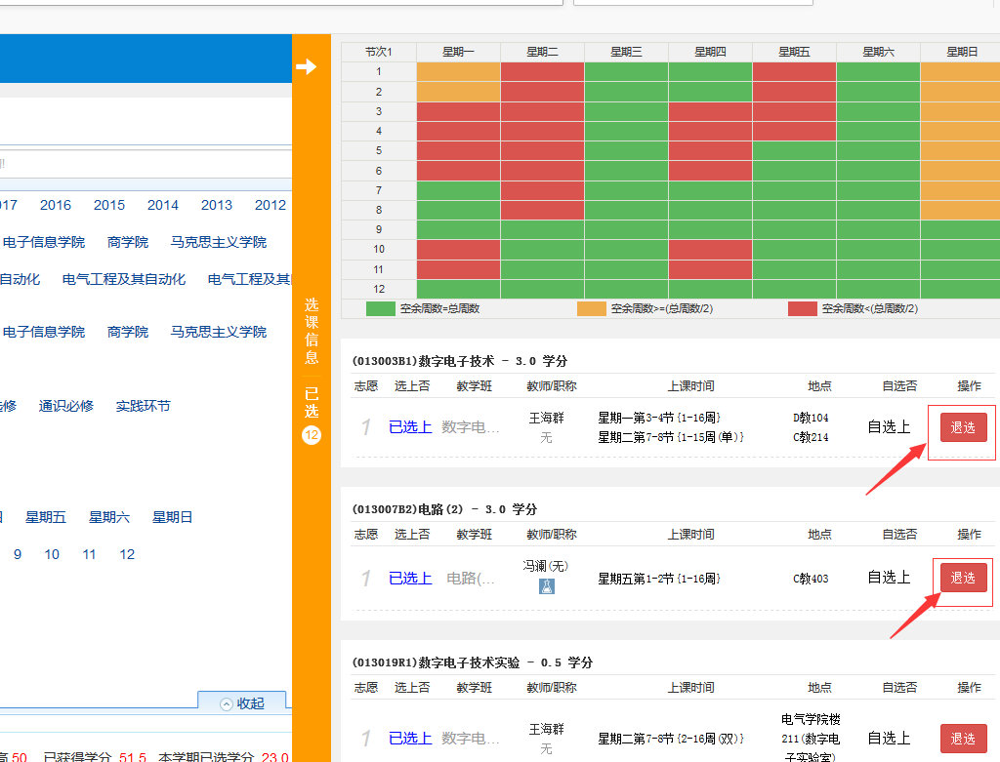 017 2016 2015 2014 2013 2012
电子信息学院 商学院 马克思主义学院
自动化 电气工程及其自动化 电气工程及其
电子信息学院 商学院 马克思主义学院
修 通识必修 实践环节
星期五 星期六 星期日
9 10 11 12
收起
高50 已获得学分 51.5 本学期已选学分 23.0
选课信息
已选
12
节次1 星期一 星期二 星期三 星期四 星期五 星期六 星期日
1
2
3
4
5
6
7
8
9
10
11
12
空余周数=总周数 空余周数>=(总周数/2) 空余周数<(总周数/2)
(013003B1)数字电子技术 - 3.0 学分
志愿 选上否 教学班 教师/职称 上课时间 地点 自选否 操作
1 已选上 数字电... 王海群 星期一第3-4节{1-16周} D教104 自选上 退选
无 星期二第7-8节{1-15周(单)} C教214
(013007B2)电路(2) - 3.0 学分
志愿 选上否 教学班 教师/职称 上课时间 地点 自选否 操作
1 已选上 电路(... 冯澜(无) 星期五第1-2节{1-16周} C教403 自选上 退选
(013019R1)数字电子技术实验 - 0.5 学分
志愿 选上否 教学班 教师/职称 上课时间 地点 自选否 操作
1 已选上 数字电... 王海群 星期二第7-8节{2-16周(双)} 电气学院楼 自选上 退选
无 211(数字电
子实验室)